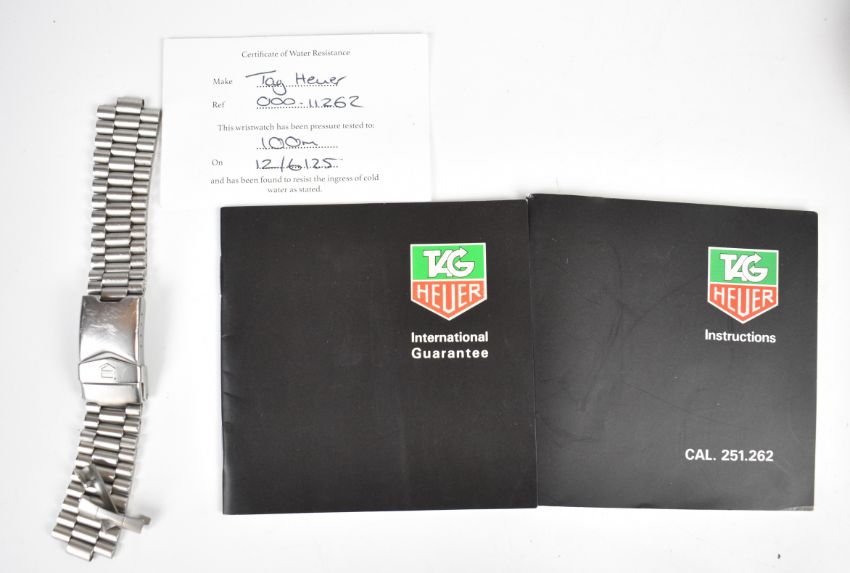 Certificate of Water Resistance
Make Tag Heuer
Ref 000-11262
This wristwatch has been pressure tested to:
100m
On 12/6/25
and has been found to resist the ingress of cold
water as stated.
TAG
HEUER
International
Guarantee
TAG
HEUER
Instructions
CAL. 251.262